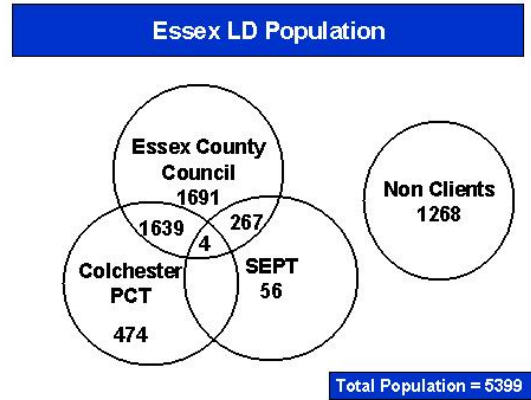 Essex LD Population
Essex County
Council
1691
1639
267
4
Colchester
PCT
474
SEPT
56
Non Clients
1268
Total Population = 5399